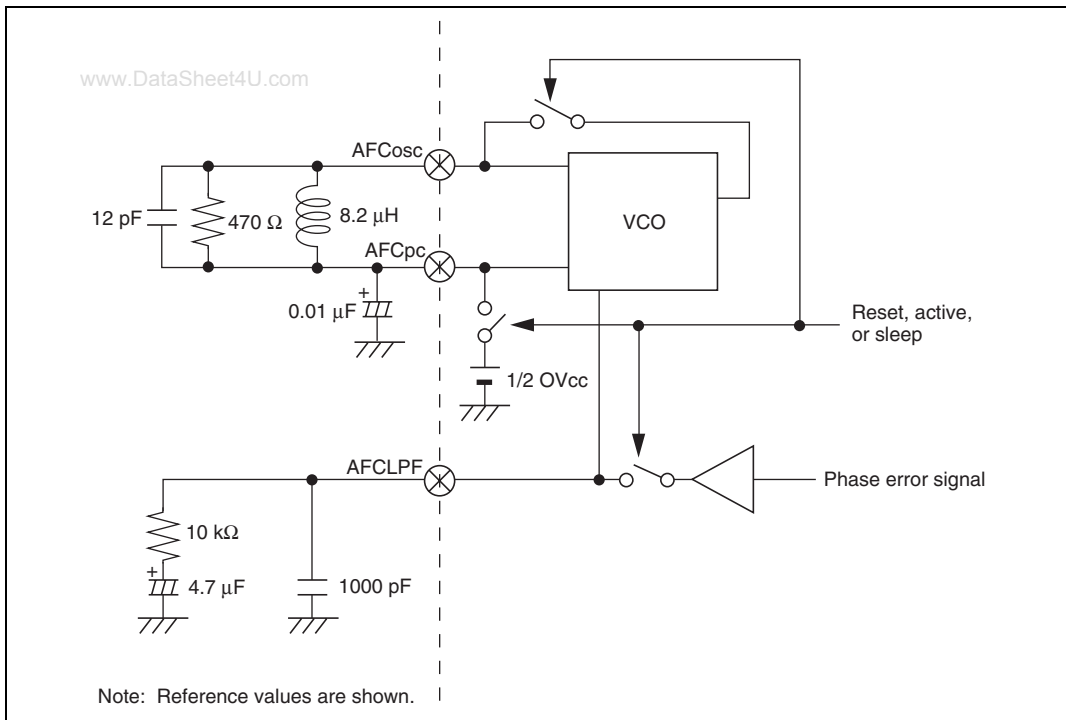 www.DataSheet4U.com
AFCosc
12 pF
470 Ω
8.2 μH
VCO
AFCpc
0.01 μF
+
Reset, active,
or sleep
1/2 OVcc
AFCLPF
Phase error signal
10 kΩ
+
4.7 μF
1000 pF
Note: Reference values are shown.